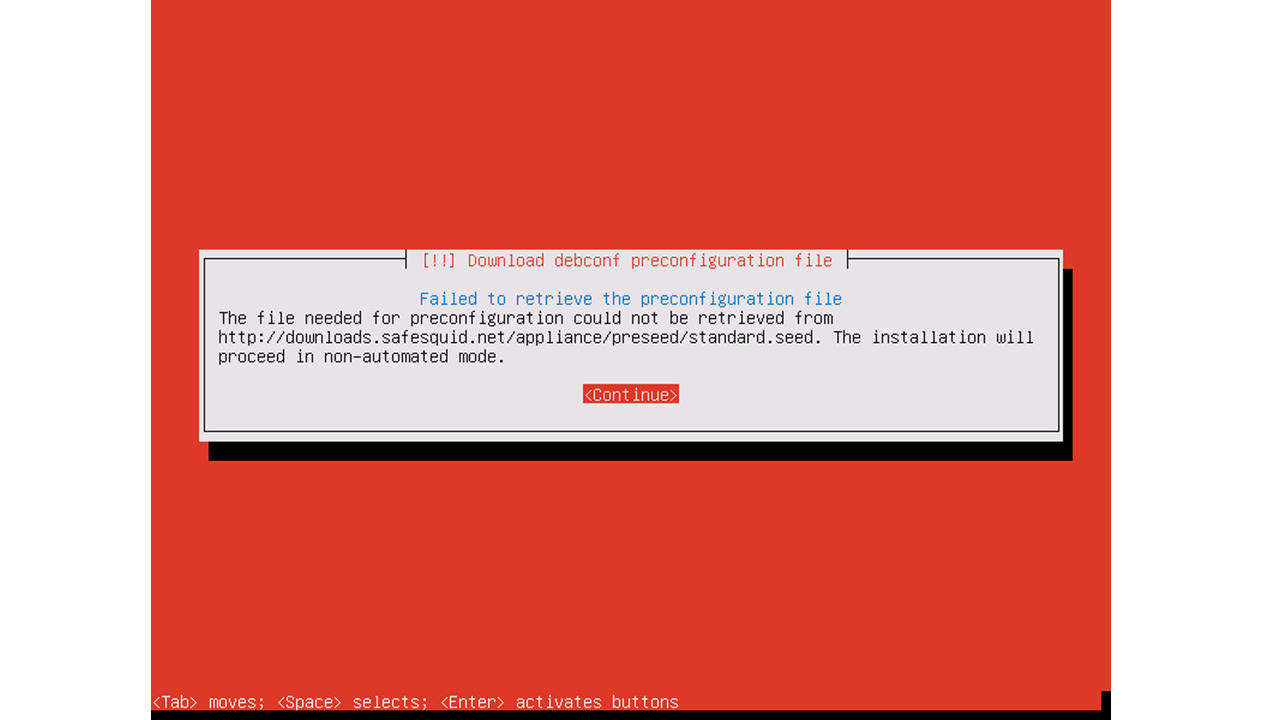 [!!] Download debconf preconfiguration file
Failed to retrieve the preconfiguration file
The file needed for preconfiguration could not be retrieved from
http://downloads.safesquid.net/appliance/preseed/standard.seed. The installation will
proceed in non-automated mode.
<Continue>
<Tab> moves; <Space> selects; <Enter> activates buttons